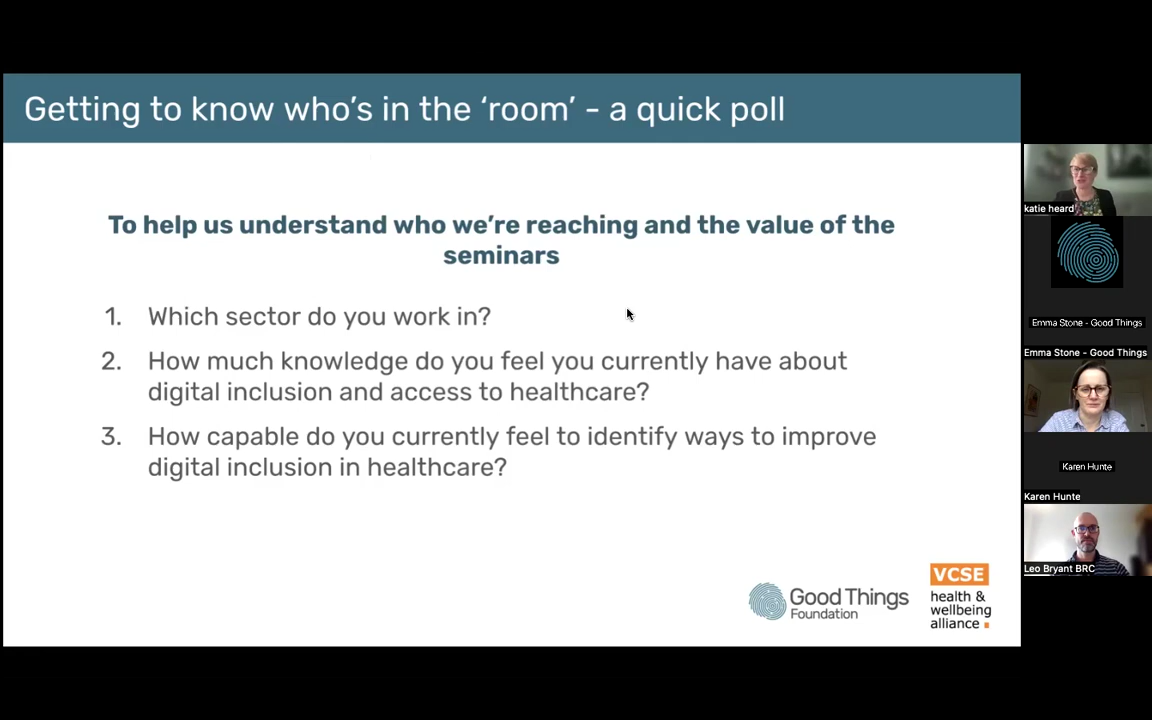 Getting to know who’s in the ‘room’ - a quick poll
To help us understand who we’re reaching and the value of the
seminars
1. Which sector do you work in?
2. How much knowledge do you feel you currently have about
digital inclusion and access to healthcare?
3. How capable do you currently feel to identify ways to improve
digital inclusion in healthcare?
Good Things
Foundation
VCSE
health &
wellbeing
alliance
katie heard
Emma Stone - Good Things
Emma Stone - Good Things
Karen Hunte
Karen Hunte
Leo Bryant BRC